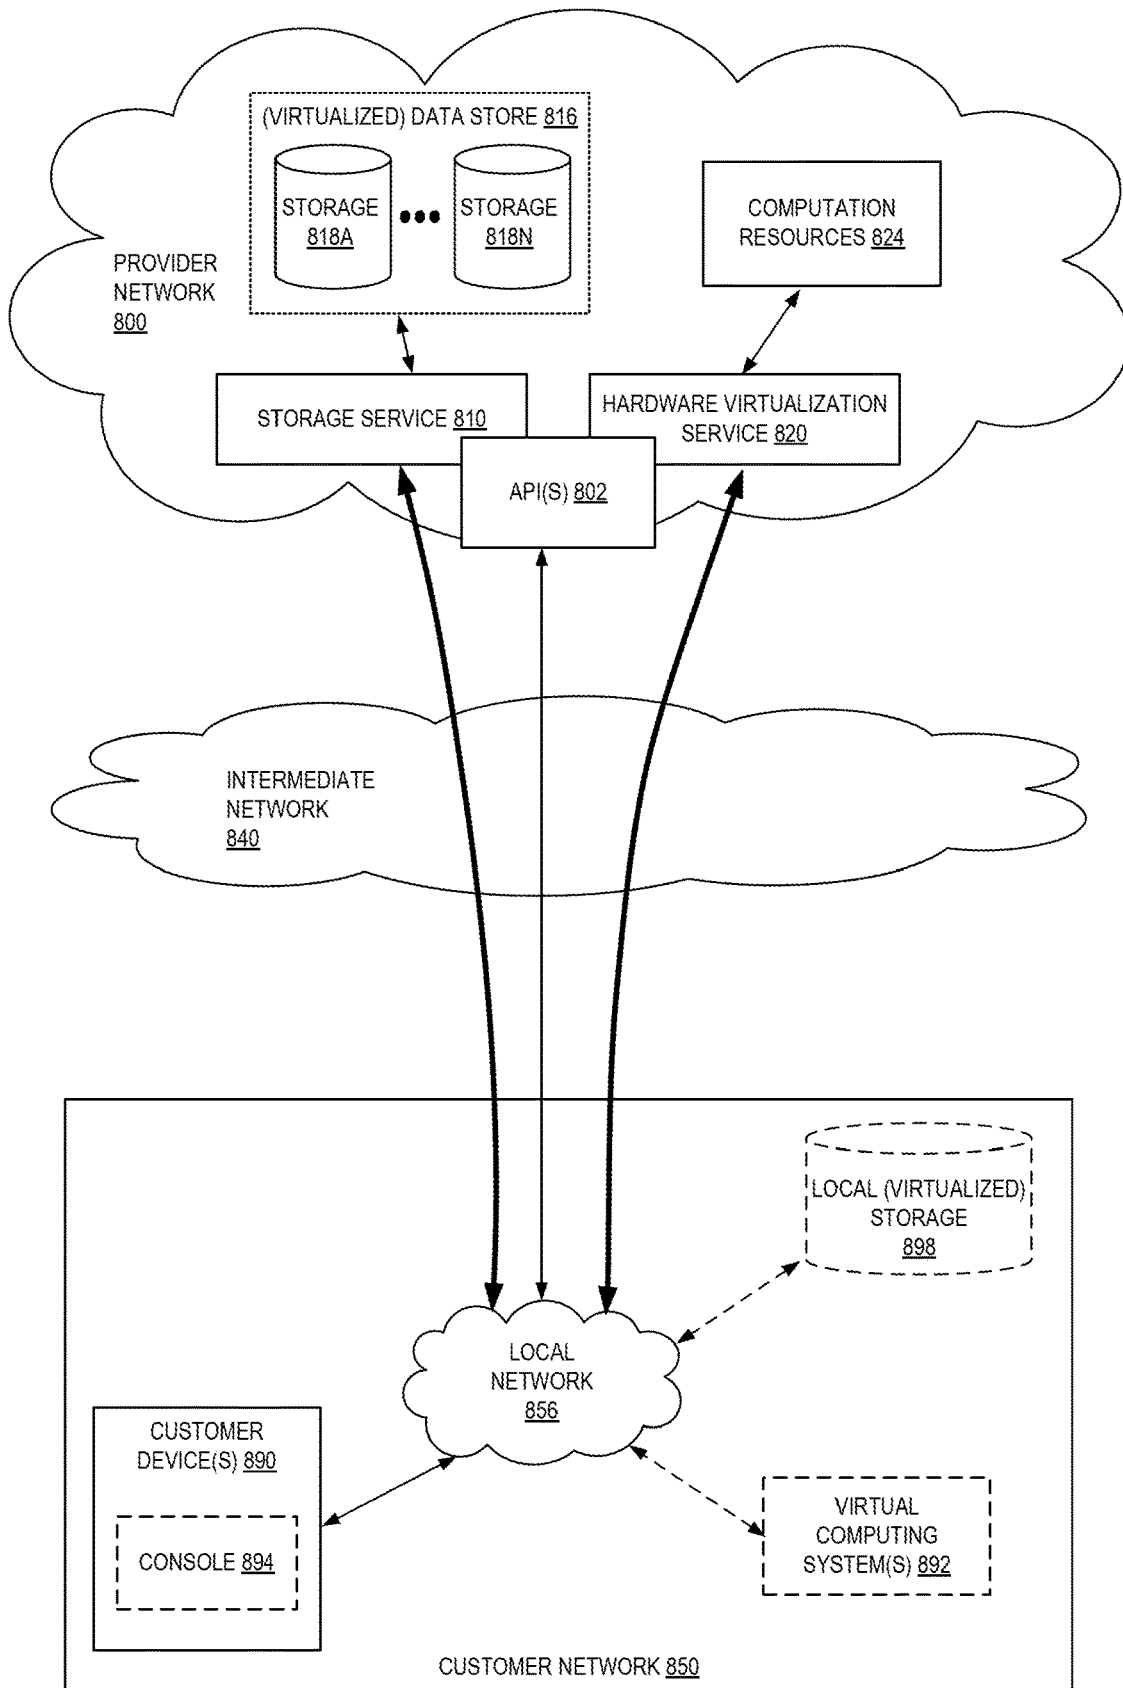 (VIRTUALIZED) DATA STORE 816
STORAGE
818A
STORAGE
818N
COMPUTATION
RESOURCES 824
PROVIDER
NETWORK
800
STORAGE SERVICE 810
HARDWARE VIRTUALIZATION
SERVICE 820
API(S) 802
INTERMEDIATE
NETWORK
840
LOCAL (VIRTUALIZED)
STORAGE
898
LOCAL
NETWORK
856
CUSTOMER
DEVICE(S) 890
CONSOLE 894
VIRTUAL
COMPUTING
SYSTEM(S) 892
CUSTOMER NETWORK 850